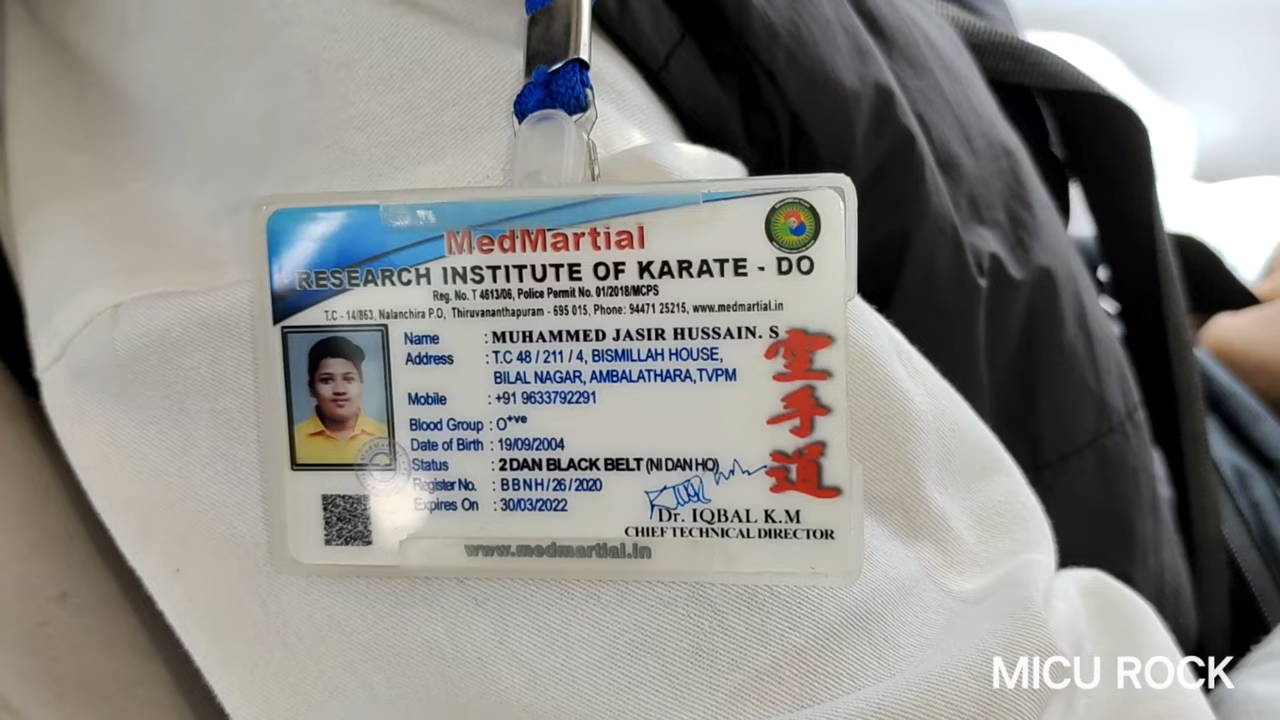 MedMartial
RESEARCH INSTITUTE OF KARATE - DO
Reg. No. T 4613/06, Police Permit No. 01/2018/MCPS
T.C - 14/863, Nalanchira P.O, Thiruvananthapuram - 695 015, Phone: 94471 25215, www.medmartial.in
Name : MUHAMMED JASIR HUSSAIN. S
Address : T.C 48 / 211 / 4, BISMILLAH HOUSE,
BILAL NAGAR, AMBALATHARA,TVPM
Mobile : +91 9633792291
Blood Group : O+ve
Date of Birth : 19/09/2004
Status : 2 DAN BLACK BELT (NI DAN HO)
Register No. : B B N H / 26 / 2020
Expires On : 30/03/2022
空手道
Dr. IQBAL K.M
CHIEF TECHNICAL DIRECTOR
www.medmartial.in
MICU ROCK